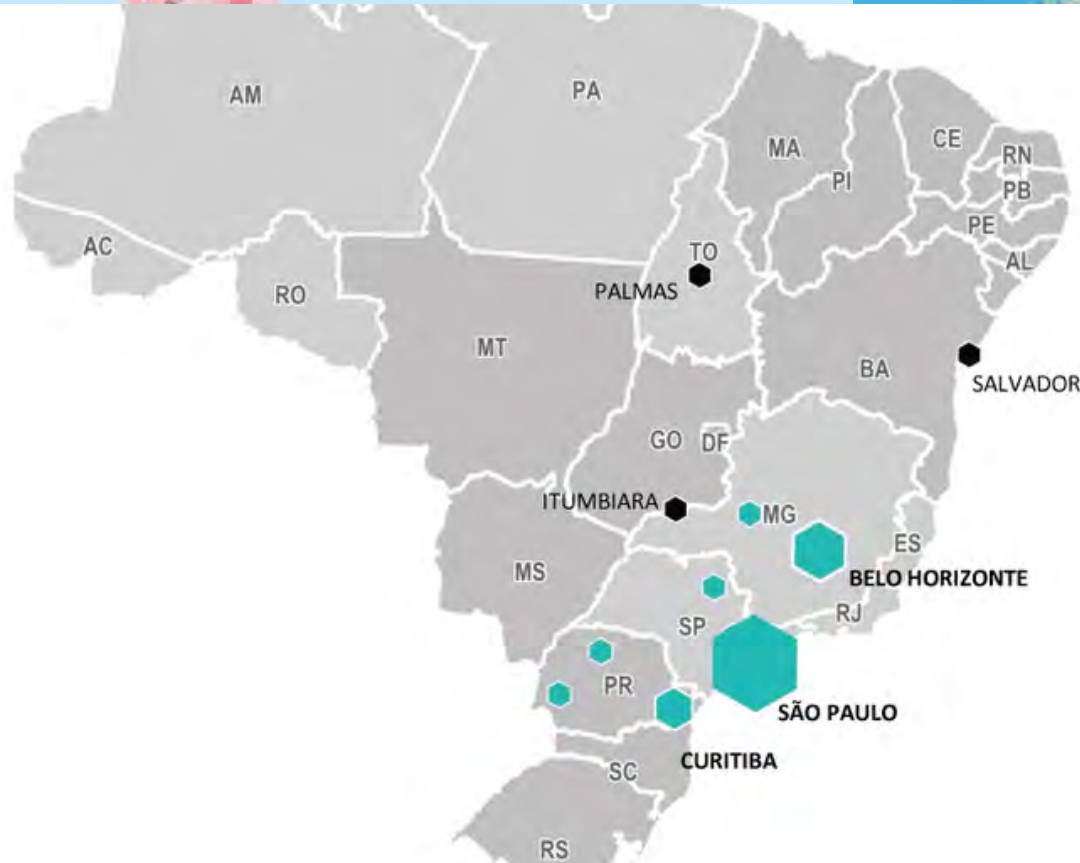 AM
PA
MA
CE
RN
PI
PB
PE
AC
TO
AL
PALMAS
RO
MT
BA
SALVADOR
GO
DF
ITUMBIARA
MG
ES
MS
BELO HORIZONTE
RJ
SP
PR
SÃO PAULO
CURITIBA
SC
RS